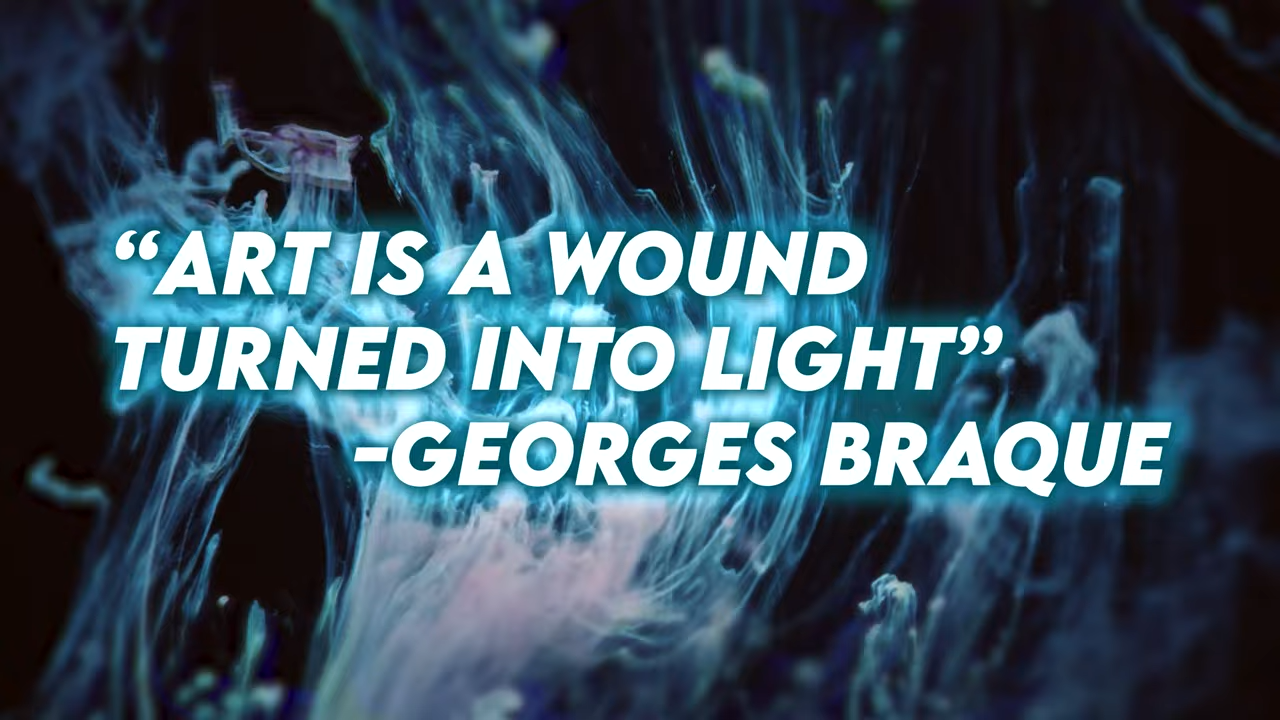 “ART IS A WOUND
TURNED INTO LIGHT”
-GEORGES BRAQUE